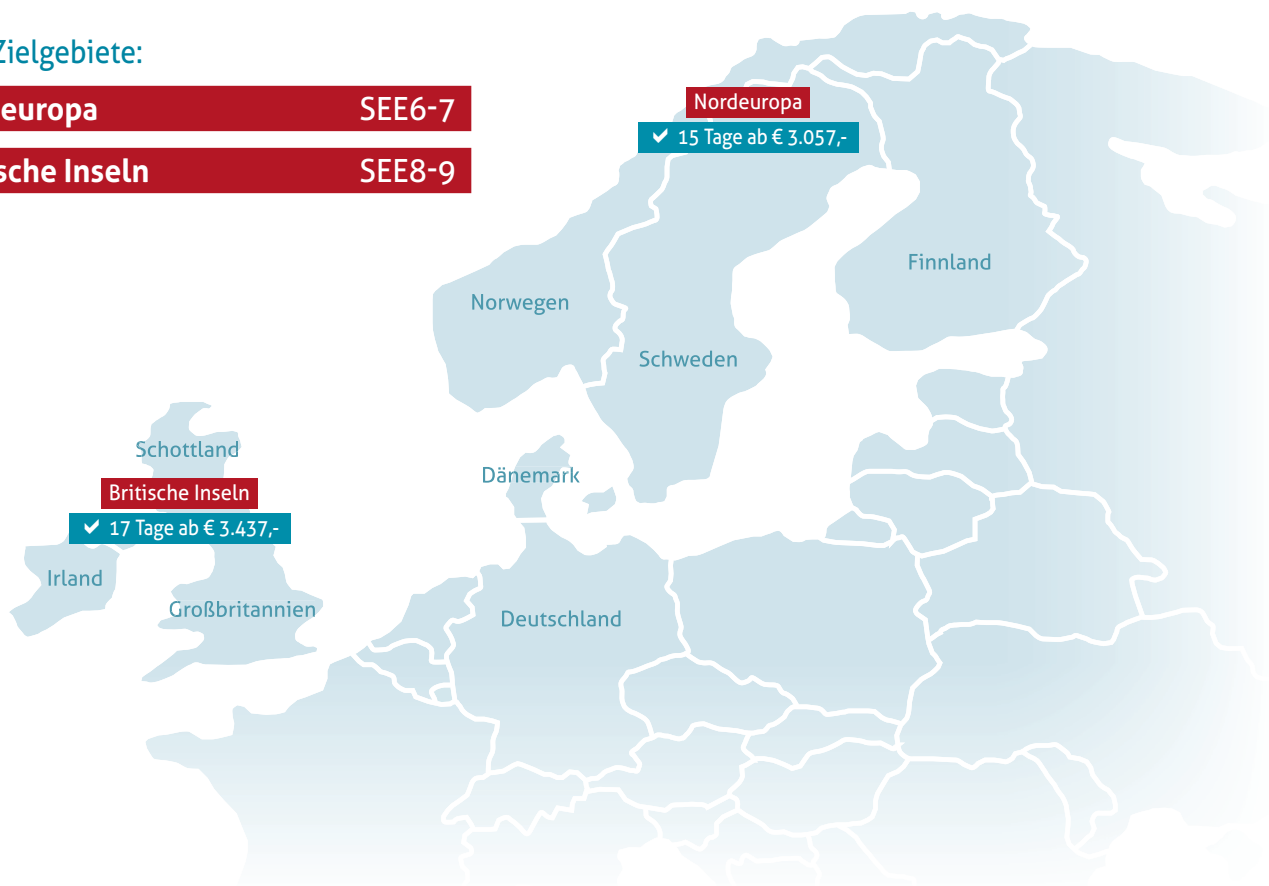 Zielgebiete:
europa SEE6-7
sche Inseln SEE8-9
Nordeuropa
✓ 15 Tage ab € 3.057,-
Finnland
Norwegen
Schweden
Schottland
Dänemark
Britische Inseln
✓ 17 Tage ab € 3.437,-
Irland
Großbritannien
Deutschland